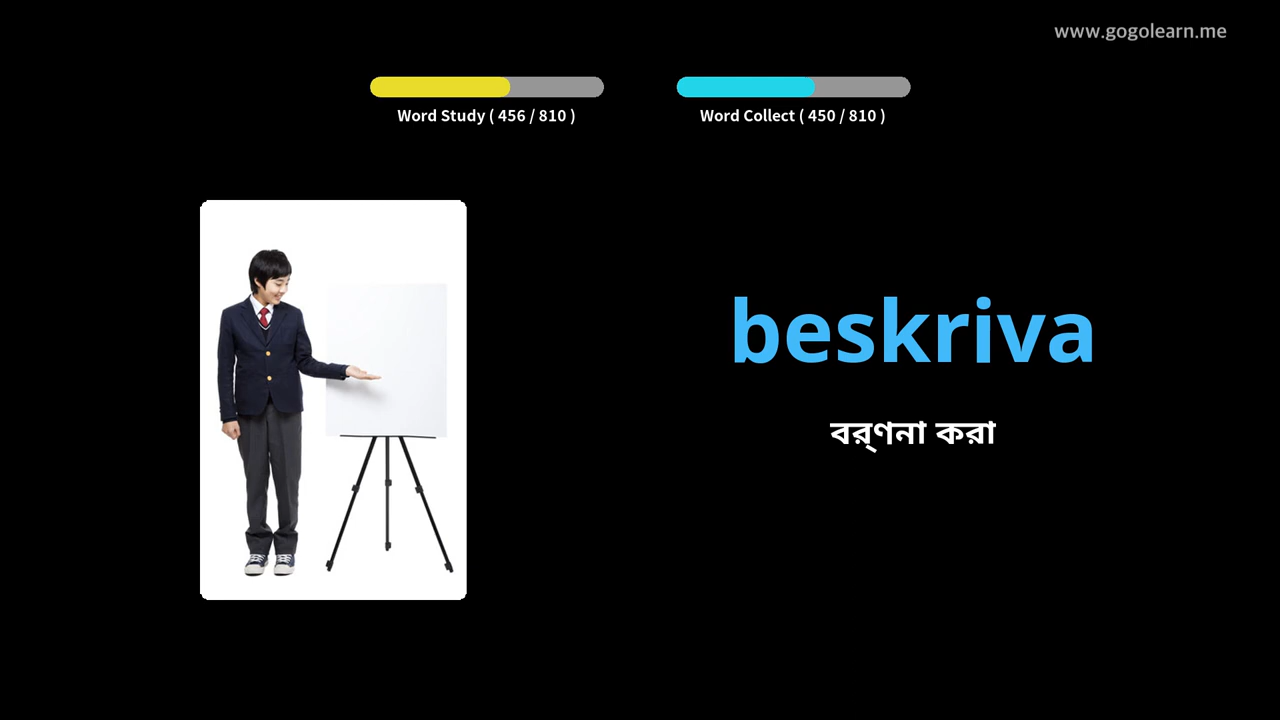 www.gogolearn.me
Word Study ( 456 / 810 )
Word Collect ( 450 / 810 )
beskriva
বর্ণনা করা